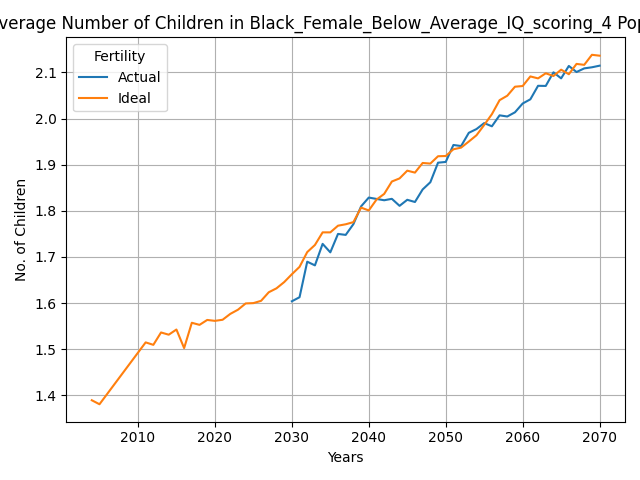 verage Number of Children in Black_Female_Below_Average_IQ_scoring_4 Pop
Fertility
Actual
Ideal
2.1
2.0
1.9
1.8
1.7
1.6
1.5
1.4
No. of Children
2010 2020 2030 2040 2050 2060 2070
Years